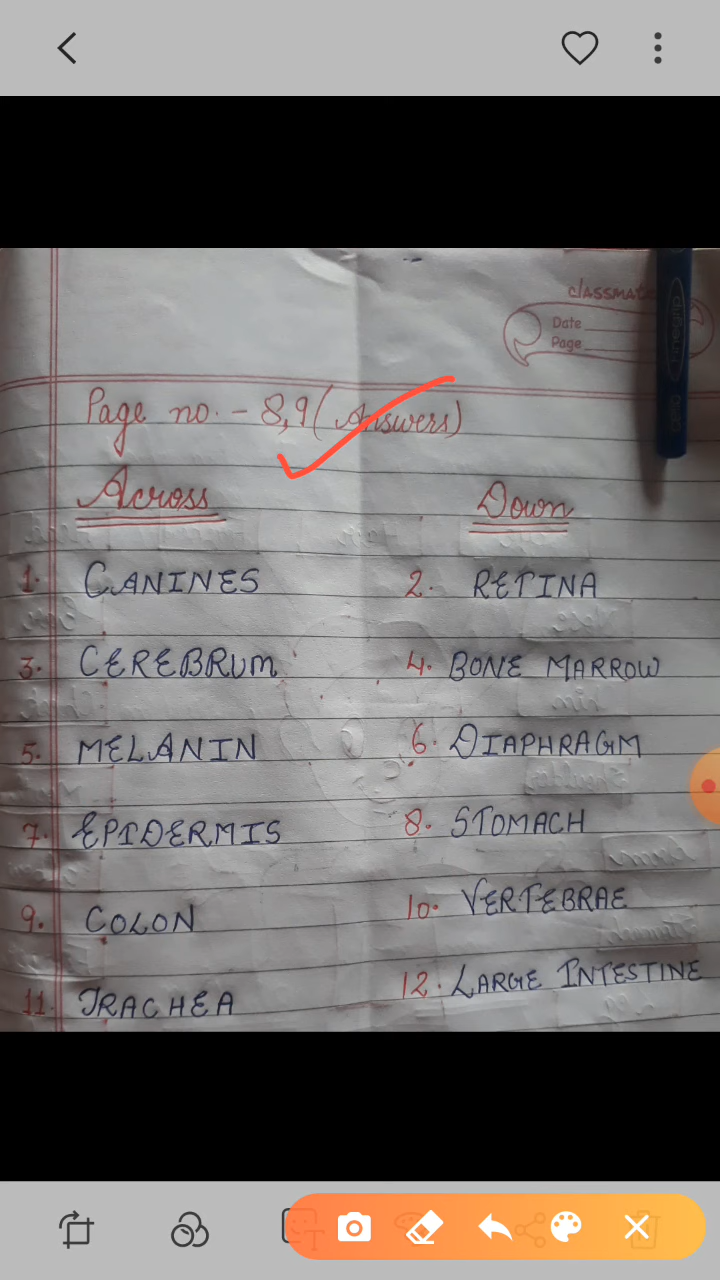 classmate
Date
Page
Page no. - 8,9 (Answers)
Across Down
1. CANINES 2. RETINA
3. CEREBRUM 4. BONE MARROW
5. MELANIN 6. DIAPHRAGM
7. EPIDERMIS 8. STOMACH
9. COLON 10. VERTEBRAE
11. TRACHEA 12. LARGE INTESTINE